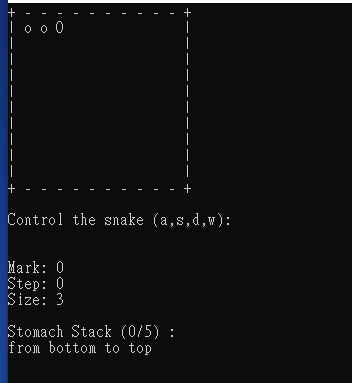 + - - - - - - - - - - +
| o o O               |
|                     |
|                     |
|                     |
|                     |
|                     |
|                     |
|                     |
|                     |
|                     |
+ - - - - - - - - - - +
Control the snake (a,s,d,w):
Mark: 0
Step: 0
Size: 3
Stomach Stack (0/5) :
from bottom to top